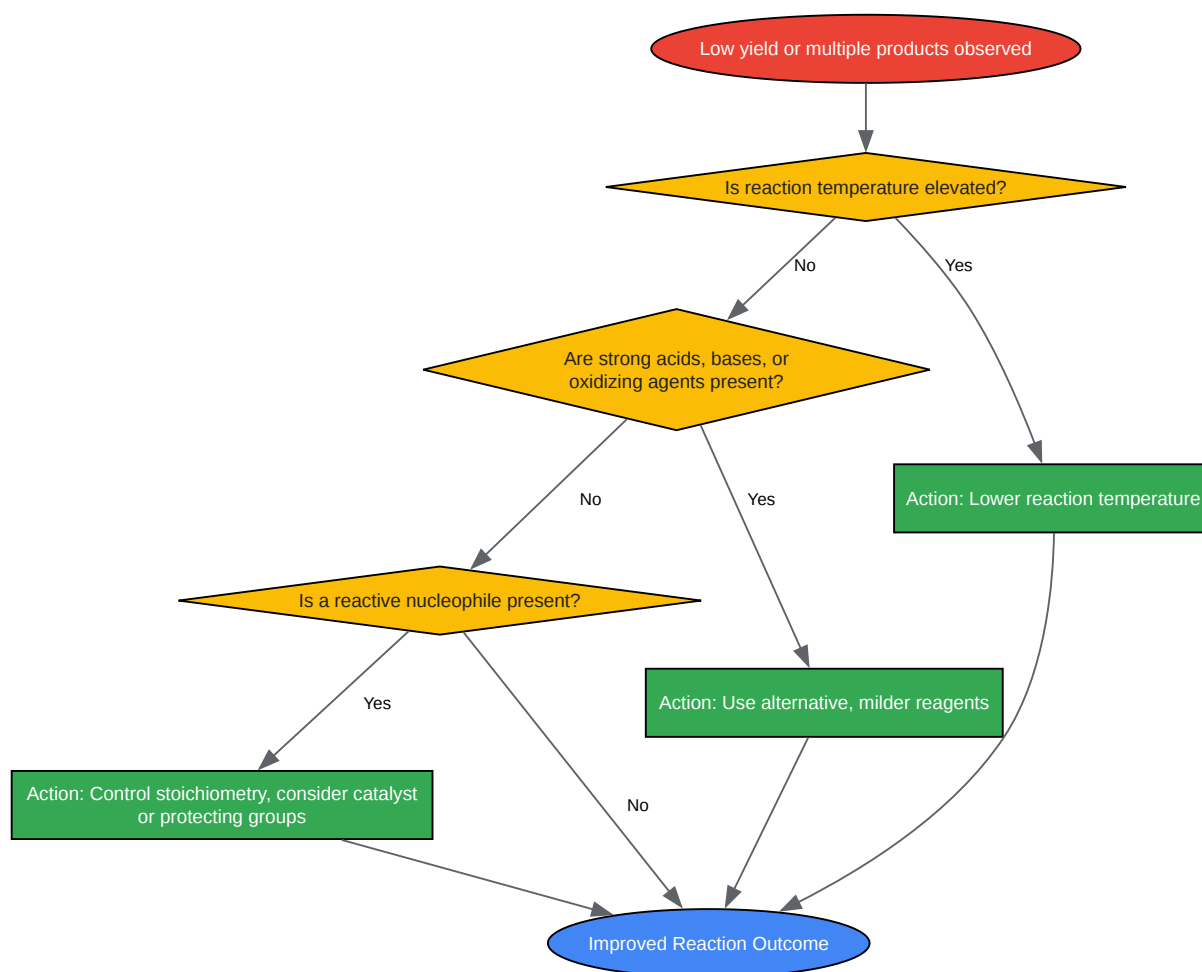 Low yield or multiple products observed
Is reaction temperature elevated?
No
Yes
Are strong acids, bases, or
oxidizing agents present?
No
Yes
Action: Lower reaction temperature
Is a reactive nucleophile present?
Yes
Action: Use alternative, milder reagents
Action: Control stoichiometry, consider catalyst
or protecting groups
No
Improved Reaction Outcome